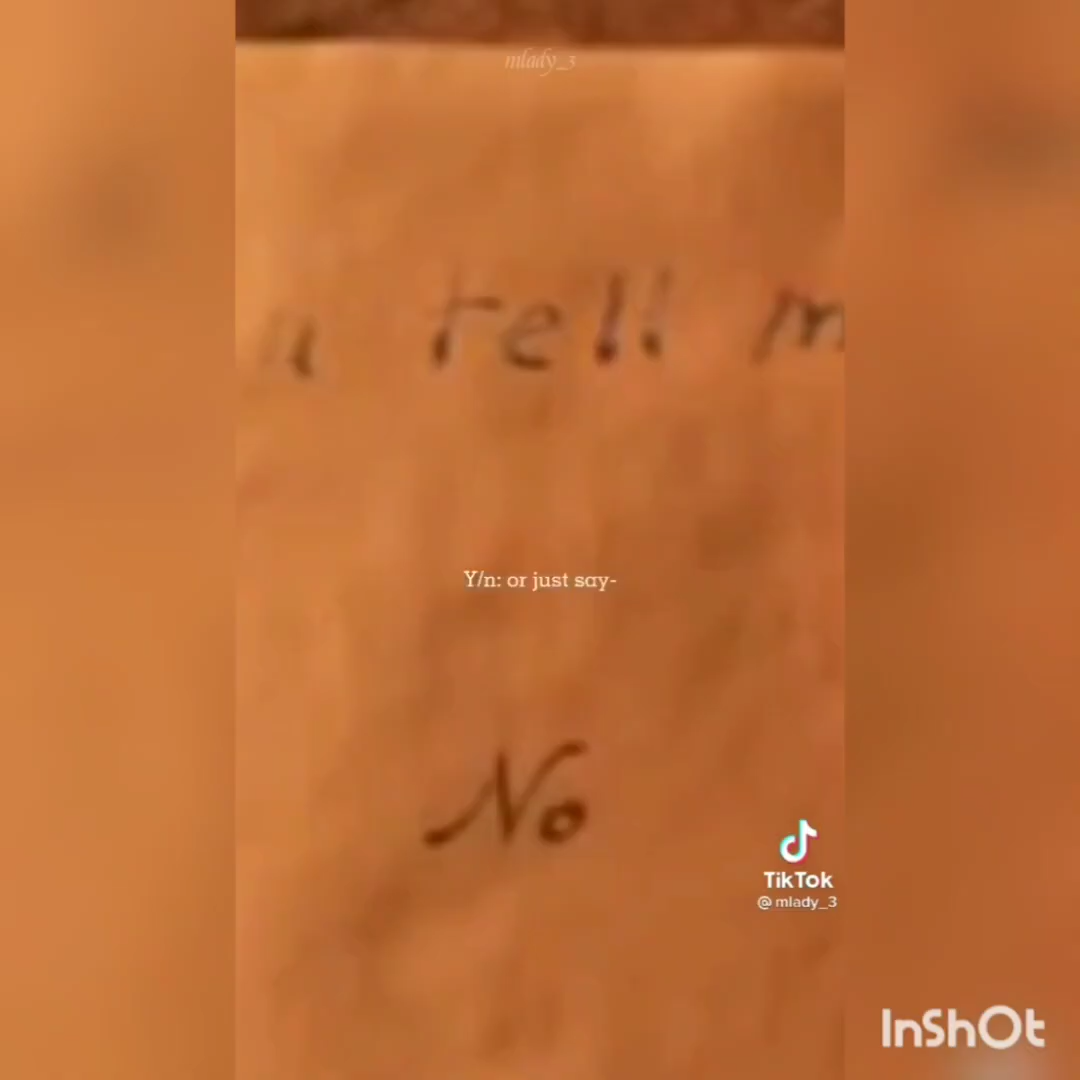 mlady_3
u tell m
Y/n: or just say-
No
TikTok
@mlady_3
InShOt